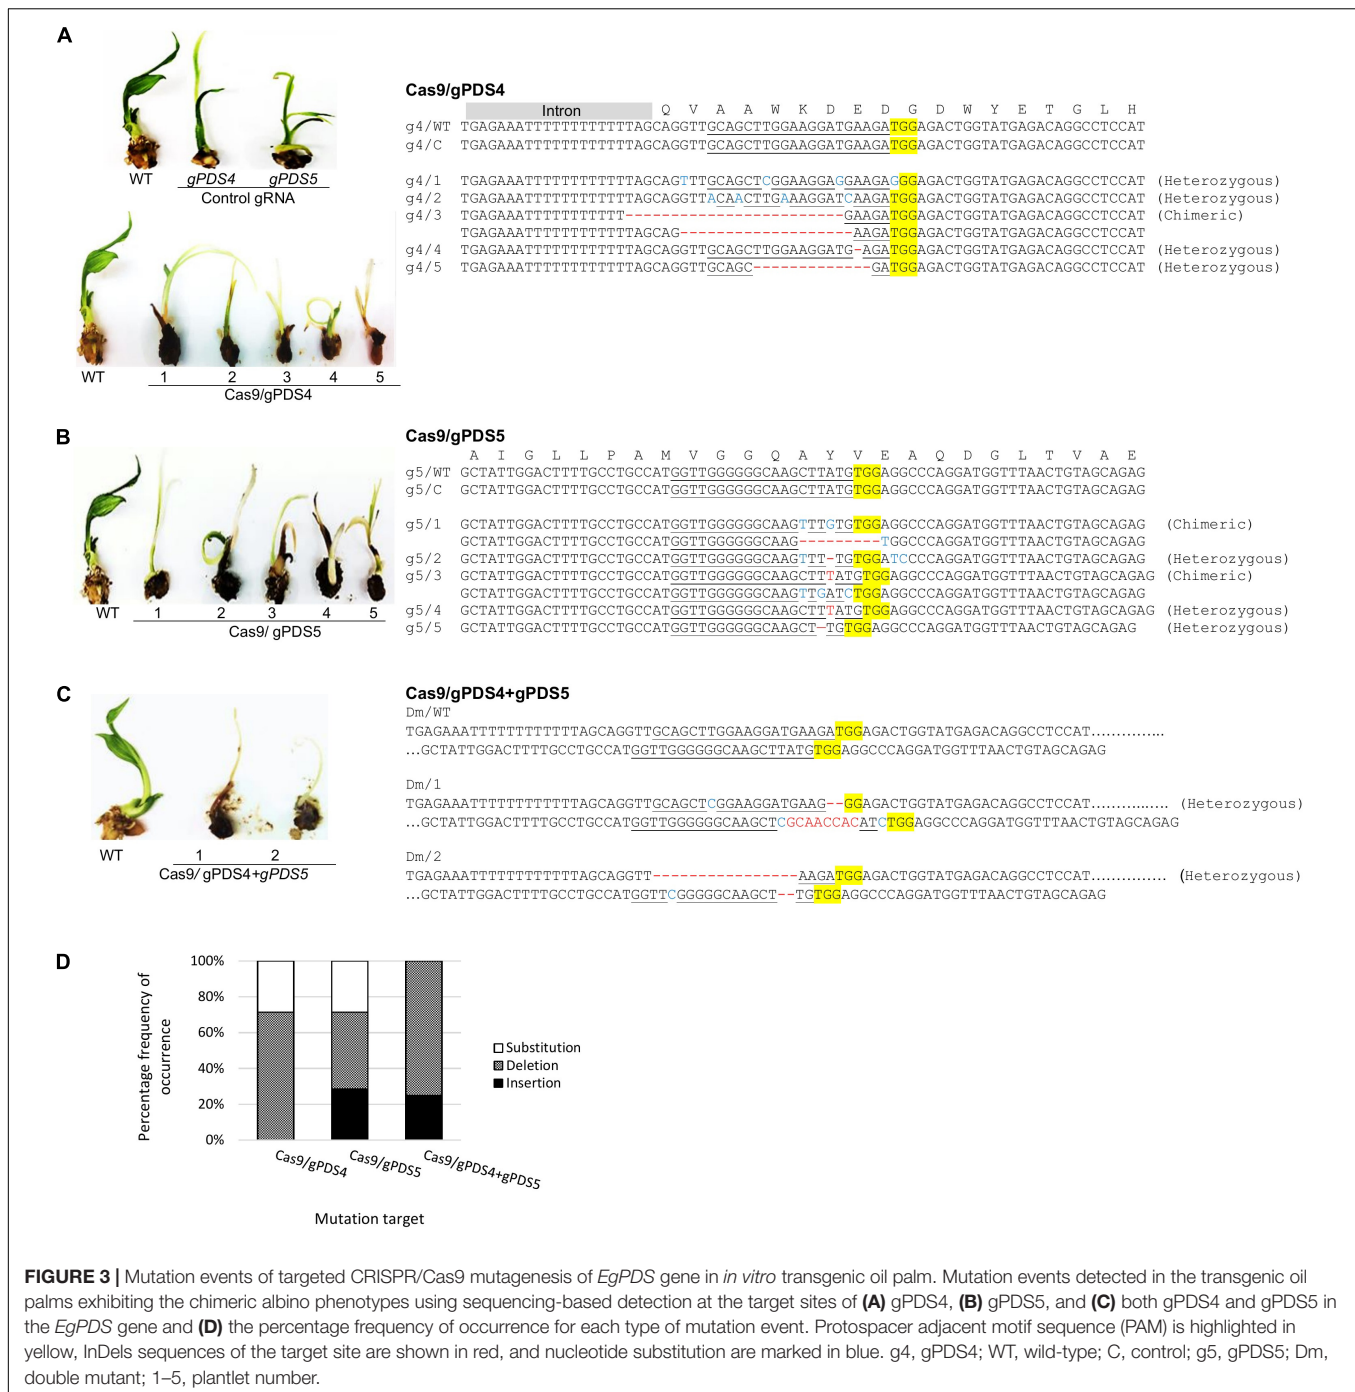 A
WT gPDS4 gPDS5
Control gRNA
WT 1 2 3 4 5
Cas9/gPDS4
Cas9/gPDS4
Intron Q V A A W K D E D G D W Y E T G L H
g4/WT TGAGAAATTTTTTTTTTTTTTAGCAGGTTGCAGCTTGGAAGGATGAAGATGGAGACTGGTATGAGACAGGCCTCCAT
g4/C TGAGAAATTTTTTTTTTTTTTAGCAGGTTGCAGCTTGGAAGGATGAAGATGGAGACTGGTATGAGACAGGCCTCCAT
g4/1 TGAGAAATTTTTTTTTTTTTTAGCAGTTTGCAGCTCGGAAGGAGGAAGAGGGAGACTGGTATGAGACAGGCCTCCAT (Heterozygous)
g4/2 TGAGAAATTTTTTTTTTTTTTAGCAGGTTACAACTTGAAAGGATCAAGATGGAGACTGGTATGAGACAGGCCTCCAT (Heterozygous)
g4/3 TGAGAAATTTTTTTTTTT------------------------GAAGATGGAGACTGGTATGAGACAGGCCTCCAT (Chimeric)
TGAGAAATTTTTTTTTTTTTTAGCAG-------------------AAGATGGAGACTGGTATGAGACAGGCCTCCAT
g4/4 TGAGAAATTTTTTTTTTTTTTAGCAGGTTGCAGCTTGGAAGGATG-AGATGGAGACTGGTATGAGACAGGCCTCCAT (Heterozygous)
g4/5 TGAGAAATTTTTTTTTTTTTTAGCAGGTTGCAGC-------------GATGGAGACTGGTATGAGACAGGCCTCCAT (Heterozygous)
B
WT 1 2 3 4 5
Cas9/ gPDS5
Cas9/gPDS5
A I G L L P A M V G G Q A Y V E A Q D G L T V A E
g5/WT GCTATTGGACTTTTGCCTGCCATGGTTGGGGGGCAAGCTTATGTGGAGGCCCAGGATGGTTTAACTGTAGCAGAG
g5/C GCTATTGGACTTTTGCCTGCCATGGTTGGGGGGCAAGCTTATGTGGAGGCCCAGGATGGTTTAACTGTAGCAGAG
g5/1 GCTATTGGACTTTTGCCTGCCATGGTTGGGGGGCAAGTTTGTGTGGAGGCCCAGGATGGTTTAACTGTAGCAGAG (Chimeric)
GCTATTGGACTTTTGCCTGCCATGGTTGGGGGGCAAG---------TGGCCCAGGATGGTTTAACTGTAGCAGAG
g5/2 GCTATTGGACTTTTGCCTGCCATGGTTGGGGGGCAAGTTT-TGTGGATCCCCAGGATGGTTTAACTGTAGCAGAG (Heterozygous)
g5/3 GCTATTGGACTTTTGCCTGCCATGGTTGGGGGGCAAGCTTTATGTGGAGGCCCAGGATGGTTTAACTGTAGCAGAG (Chimeric)
GCTATTGGACTTTTGCCTGCCATGGTTGGGGGGCAAGTTGATCTGGAGGCCCAGGATGGTTTAACTGTAGCAGAG
g5/4 GCTATTGGACTTTTGCCTGCCATGGTTGGGGGGCAAGCTTTATGTGGAGGCCCAGGATGGTTTAACTGTAGCAGAG (Heterozygous)
g5/5 GCTATTGGACTTTTGCCTGCCATGGTTGGGGGGCAAGCT-TGTGGAGGCCCAGGATGGTTTAACTGTAGCAGAG (Heterozygous)
C
WT 1 2
Cas9/ gPDS4+gPDS5
Cas9/gPDS4+gPDS5
Dm/WT
TGAGAAATTTTTTTTTTTTTTAGCAGGTTGCAGCTTGGAAGGATGAAGATGGAGACTGGTATGAGACAGGCCTCCAT..............
...GCTATTGGACTTTTGCCTGCCATGGTTGGGGGGCAAGCTTATGTGGAGGCCCAGGATGGTTTAACTGTAGCAGAG
Dm/1
TGAGAAATTTTTTTTTTTTTTAGCAGGTTGCAGCTCGGAAGGATGAAG--GGAGACTGGTATGAGACAGGCCTCCAT............... (Heterozygous)
...GCTATTGGACTTTTGCCTGCCATGGTTGGGGGGCAAGCTCGCAACCACATCTGGAGGCCCAGGATGGTTTAACTGTAGCAGAG
Dm/2
TGAGAAATTTTTTTTTTTTTTAGCAGGTT----------------AAGATGGAGACTGGTATGAGACAGGCCTCCAT.............. (Heterozygous)
...GCTATTGGACTTTTGCCTGCCATGGTTCGGGGGCAAGCT--TGTGGAGGCCCAGGATGGTTTAACTGTAGCAGAG
D
Percentage frequency of
occurrence
100%
80%
60%
40%
20%
0%
Substitution
Deletion
Insertion
Cas9/gPDS4 Cas9/gPDS5 Cas9/gPDS4+gPDS5
Mutation target
FIGURE 3 | Mutation events of targeted CRISPR/Cas9 mutagenesis of EgPDS gene in in vitro transgenic oil palm. Mutation events detected in the transgenic oil
palms exhibiting the chimeric albino phenotypes using sequencing-based detection at the target sites of (A) gPDS4, (B) gPDS5, and (C) both gPDS4 and gPDS5 in
the EgPDS gene and (D) the percentage frequency of occurrence for each type of mutation event. Protospacer adjacent motif sequence (PAM) is highlighted in
yellow, InDels sequences of the target site are shown in red, and nucleotide substitution are marked in blue. g4, gPDS4; WT, wild-type; C, control; g5, gPDS5; Dm,
double mutant; 1–5, plantlet number.